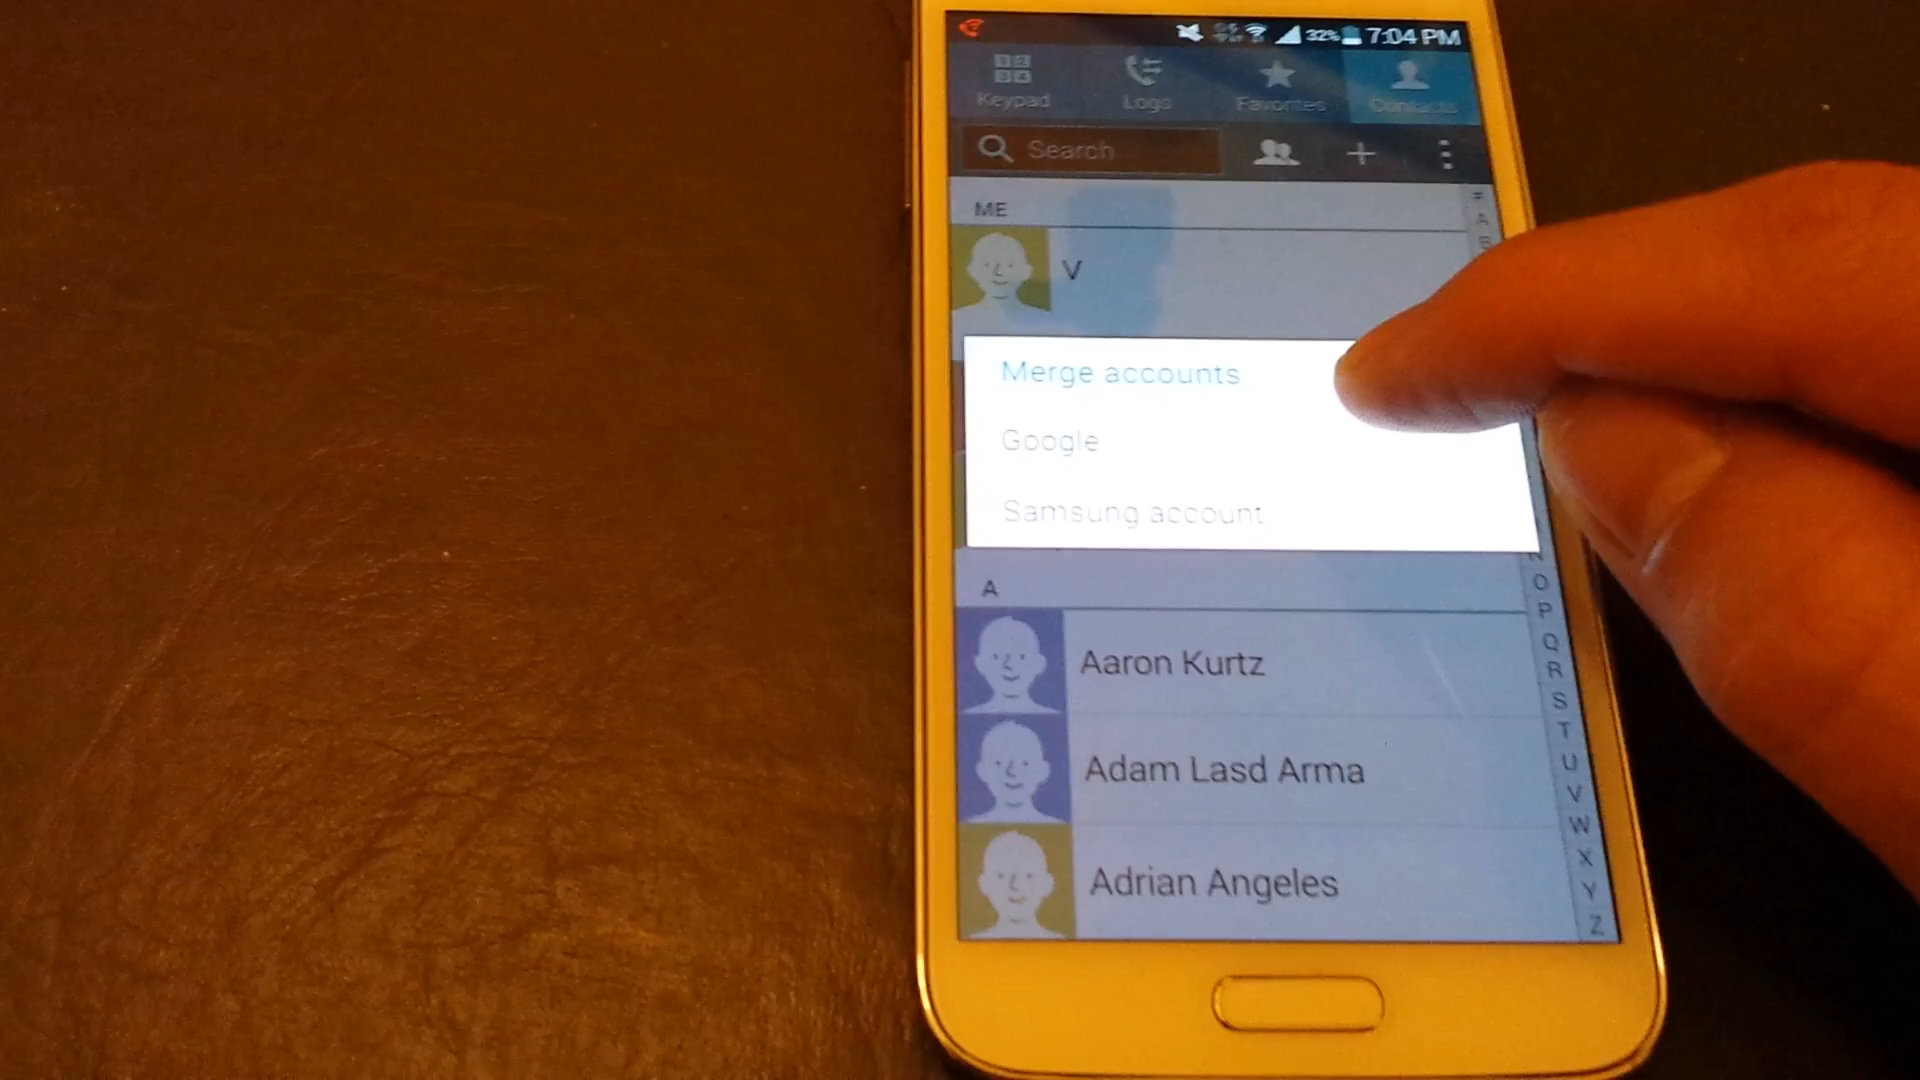 32% 7:04 PM
Keypad Logs Favorites Contacts
Search
ME
V
Merge accounts
Google
Samsung account
A
Aaron Kurtz
Adam Lasd Arma
Adrian Angeles
#
A
B
N
O
P
Q
R
S
T
U
V
W
X
Y
Z